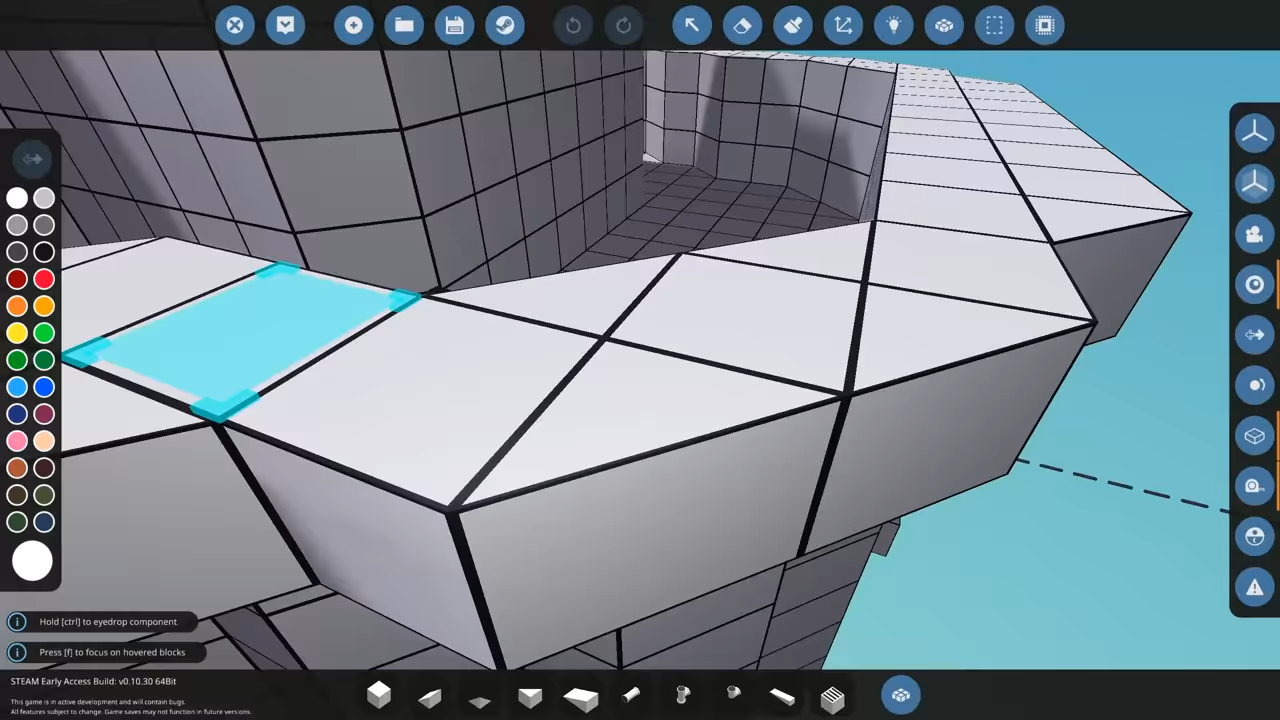 Hold [ctrl] to eyedrop component
Press [f] to focus on hovered blocks
STEAM Early Access Build: v0.10.30 64Bit
This game is in active development and will contain bugs.
All features subject to change. Game saves may not function in future versions.